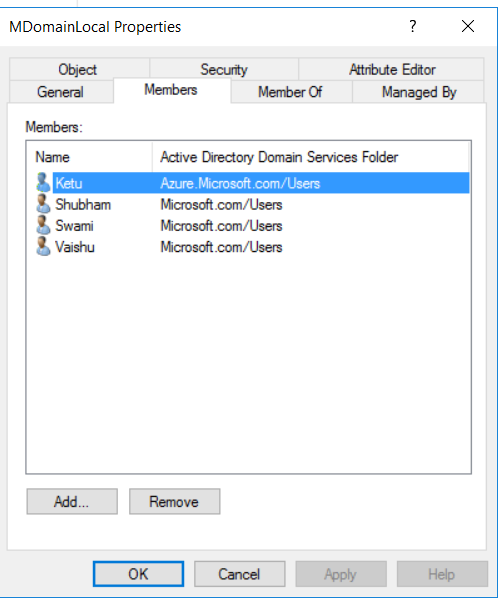 MDomainLocal Properties ? ×
Object Security Attribute Editor
General Members Member Of Managed By
Members:
Name Active Directory Domain Services Folder
Ketu Azure.Microsoft.com/Users
Shubham Microsoft.com/Users
Swami Microsoft.com/Users
Vaishu Microsoft.com/Users
Add... Remove
OK Cancel Apply Help